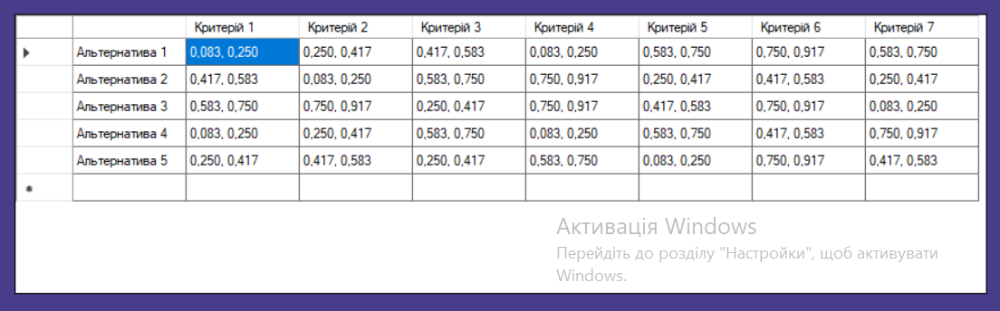 Критерій 1 Критерій 2 Критерій 3 Критерій 4 Критерій 5 Критерій 6 Критерій 7
Альтернатива 1 0,083, 0,250 0,250, 0,417 0,417, 0,583 0,083, 0,250 0,583, 0,750 0,750, 0,917 0,583, 0,750
Альтернатива 2 0,417, 0,583 0,083, 0,250 0,583, 0,750 0,750, 0,917 0,250, 0,417 0,417, 0,583 0,250, 0,417
Альтернатива 3 0,583, 0,750 0,750, 0,917 0,250, 0,417 0,750, 0,917 0,417, 0,583 0,750, 0,917 0,083, 0,250
Альтернатива 4 0,083, 0,250 0,250, 0,417 0,583, 0,750 0,083, 0,250 0,583, 0,750 0,417, 0,583 0,750, 0,917
Альтернатива 5 0,250, 0,417 0,417, 0,583 0,250, 0,417 0,583, 0,750 0,083, 0,250 0,750, 0,917 0,417, 0,583
Активація Windows
Перейдіть до розділу "Настройки", щоб активувати
Windows.